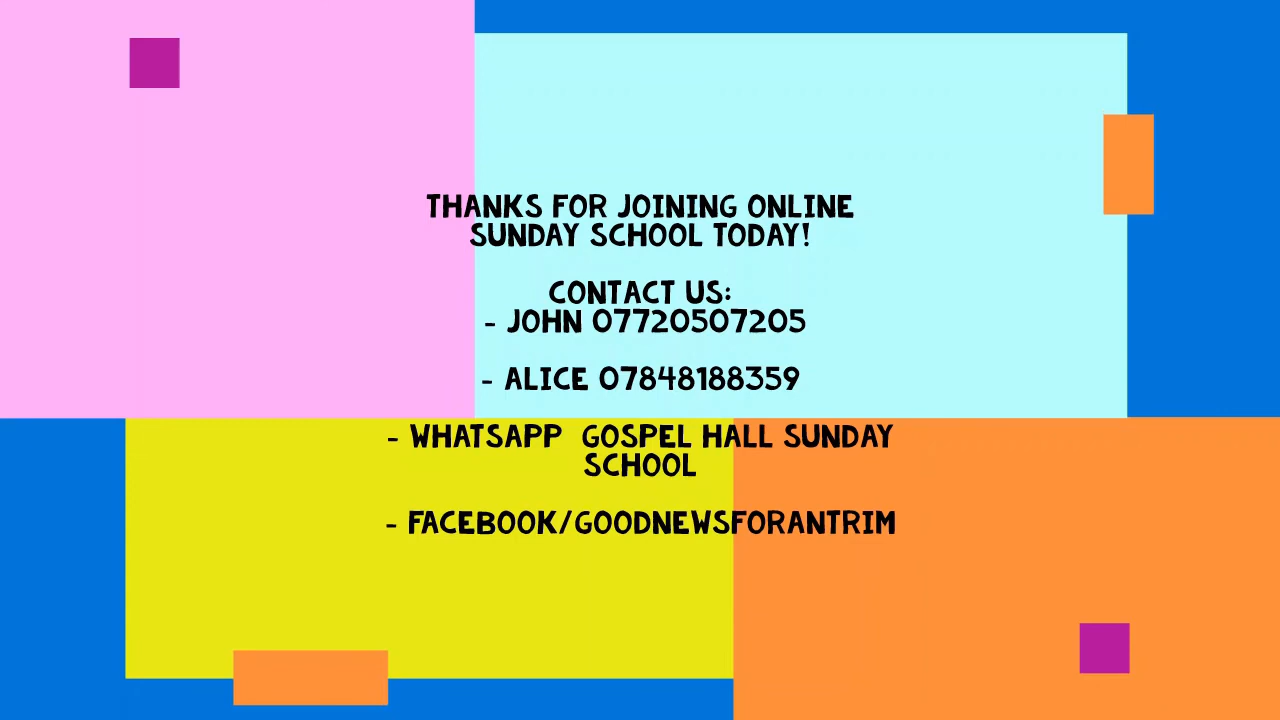 THANKS FOR JOINING ONLINE
SUNDAY SCHOOL TODAY!
CONTACT US:
- JOHN 07720507205
- ALICE 07848188359
- WHATSAPP  GOSPEL HALL SUNDAY
SCHOOL
- FACEBOOK/GOODNEWSFORANTRIM